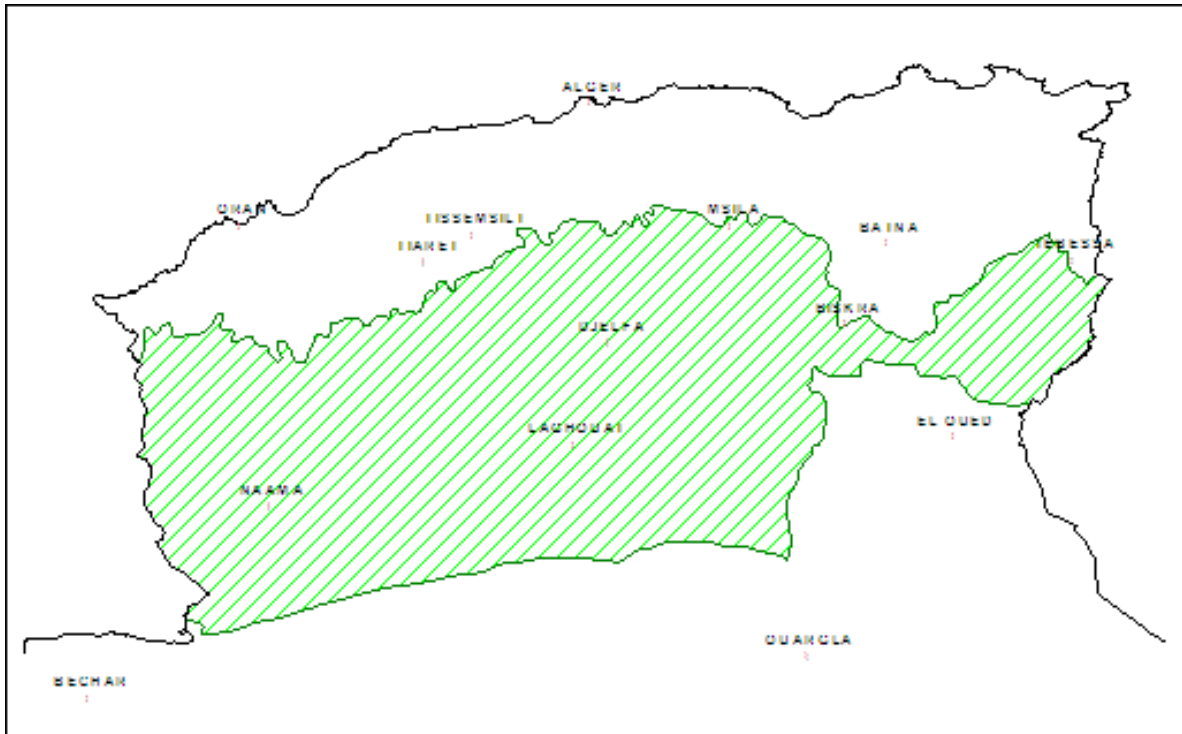 ALGER
ORAN
TISSEMSILT
MSILA
BATNA
TIARET
TEBESSA
BISKRA
DJELFA
LAGHOUAT
EL OUED
NAAMA
OUARGLA
BECHAR